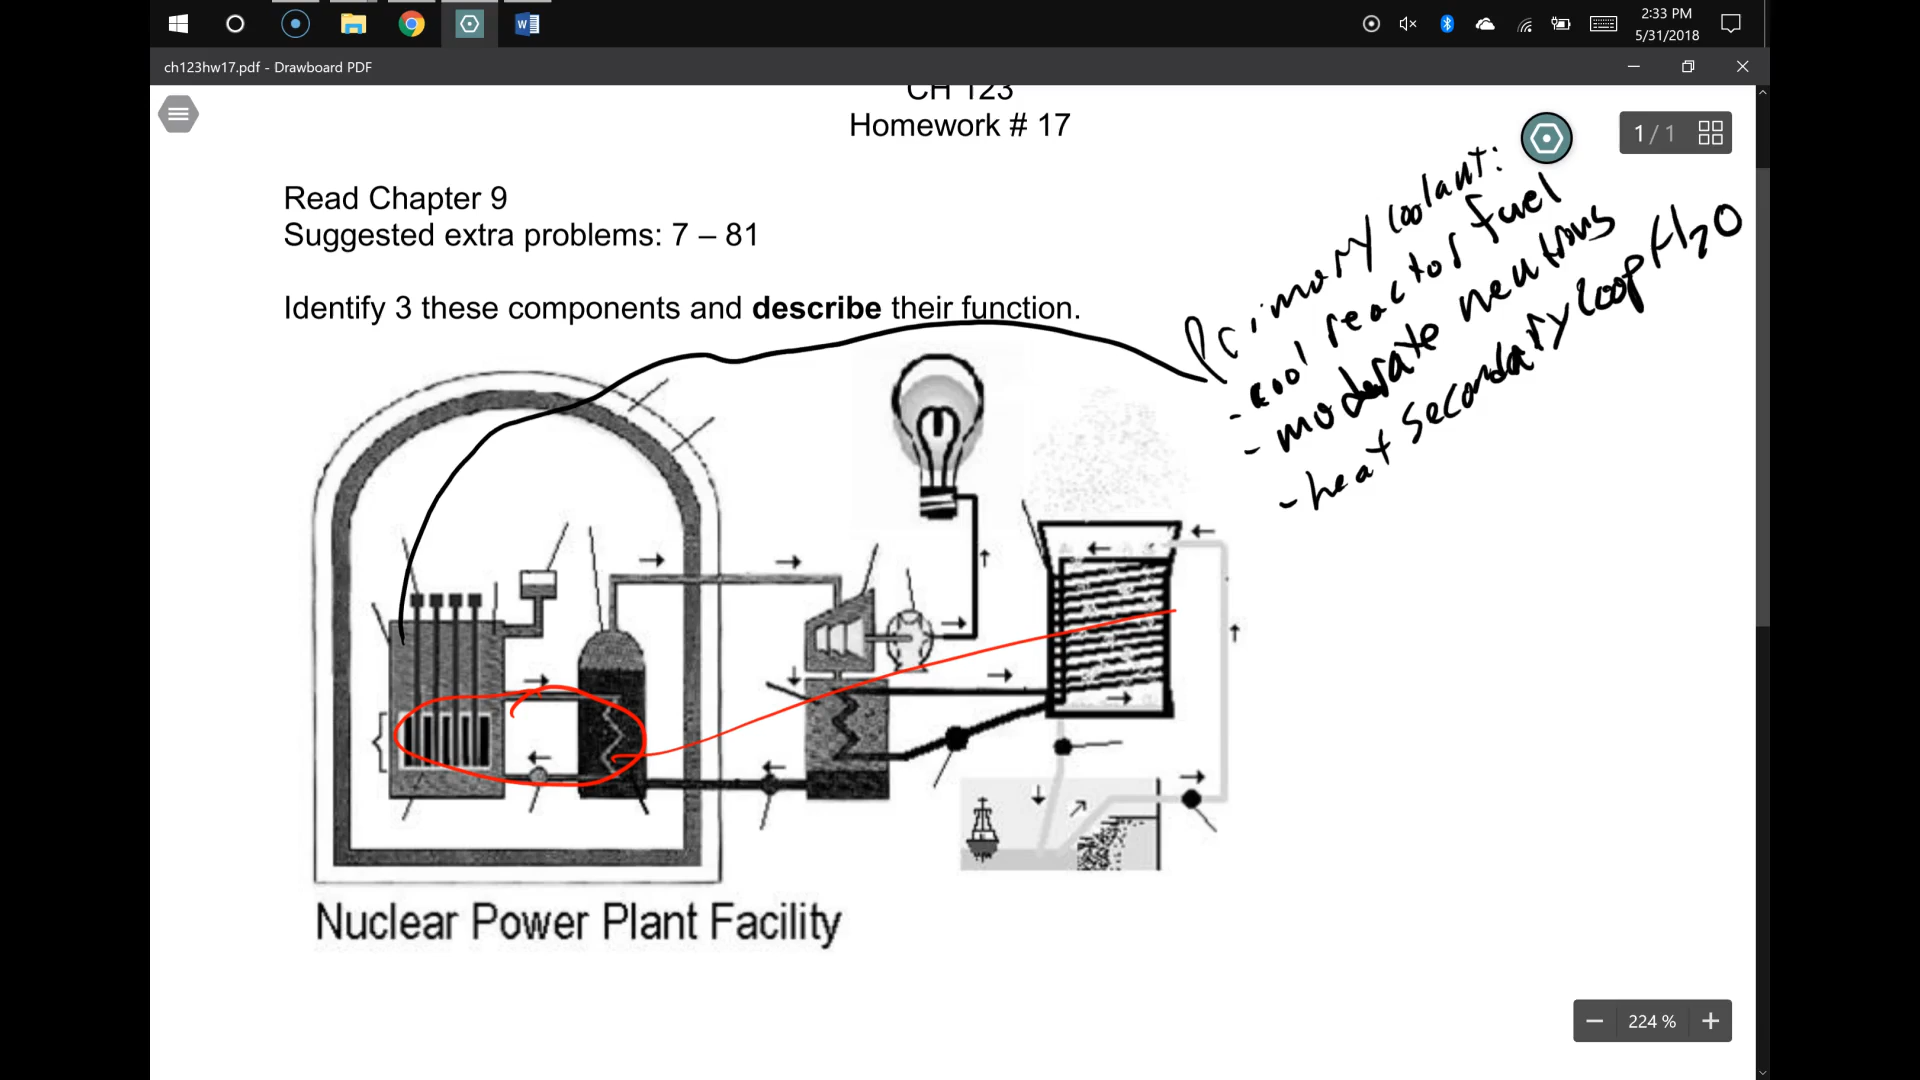 2:33 PM
5/31/2018
ch123hw17.pdf - Drawboard PDF
CH 123
Homework # 17
1 / 1
Read Chapter 9
Suggested extra problems: 7 – 81
Identify 3 these components and describe their function.
Primary coolant:
- cool reactor fuel
- moderate neutrons
- heat secondary loop H2O
Nuclear Power Plant Facility
224 %